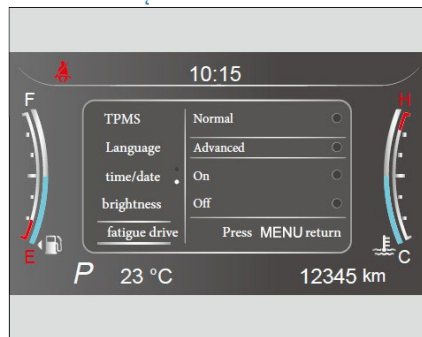 10:15
F
H
TPMS
Normal
Language
Advanced
time/date
On
brightness
Off
fatigue drive
Press MENU return
E
C
P
23 °C
12345 km